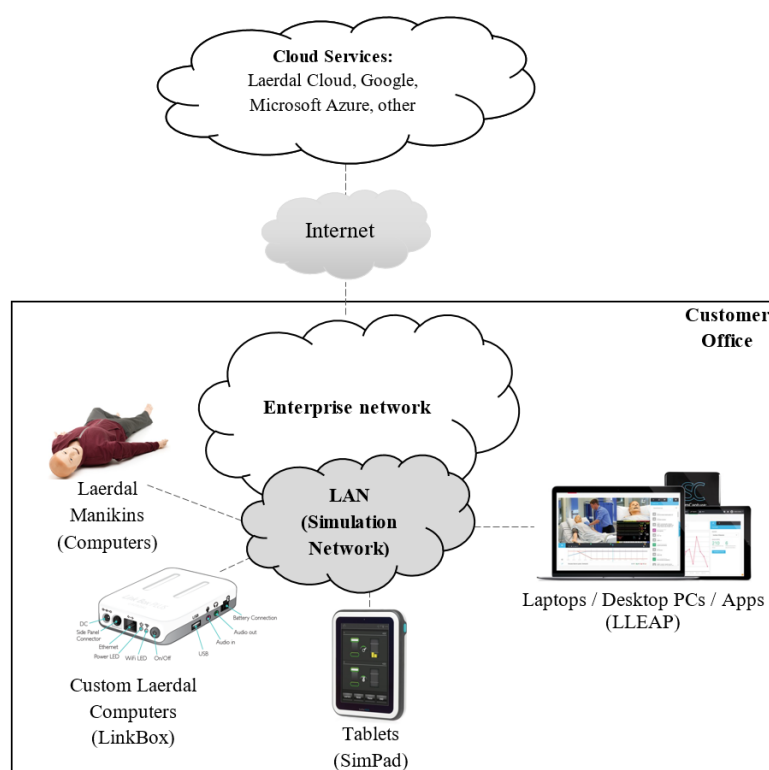 Cloud Services:
Laerdal Cloud, Google,
Microsoft Azure, other
Internet
Customer
Office
Enterprise network
LAN
(Simulation
Network)
Laerdal
Manikins
(Computers)
SC
Laptops / Desktop PCs / Apps
(LLEAP)
DC
Side Panel
Connector
Ethernet
Power LED
WiFi LED
On/Off
USB
Audio in
Audio out
Battery Connection
Custom Laerdal
Computers
(LinkBox)
Tablets
(SimPad)